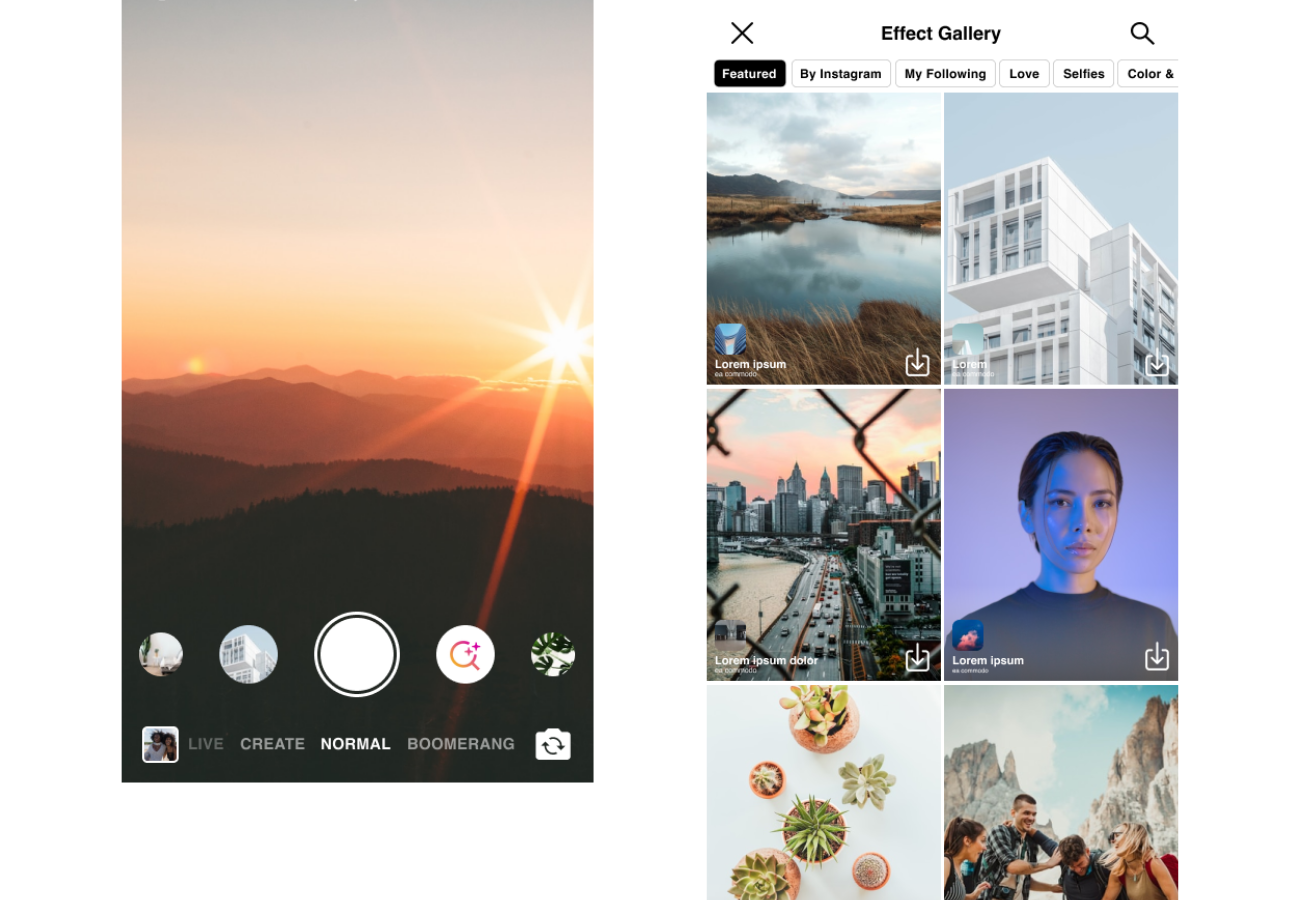 LIVE CREATE NORMAL BOOMERANG
Effect Gallery
Featured By Instagram My Following Love Selfies Color &
Lorem ipsum
ea commodo
Lorem
ea commodo
Lorem ipsum dolor
ea commodo
Lorem ipsum
ea commodo